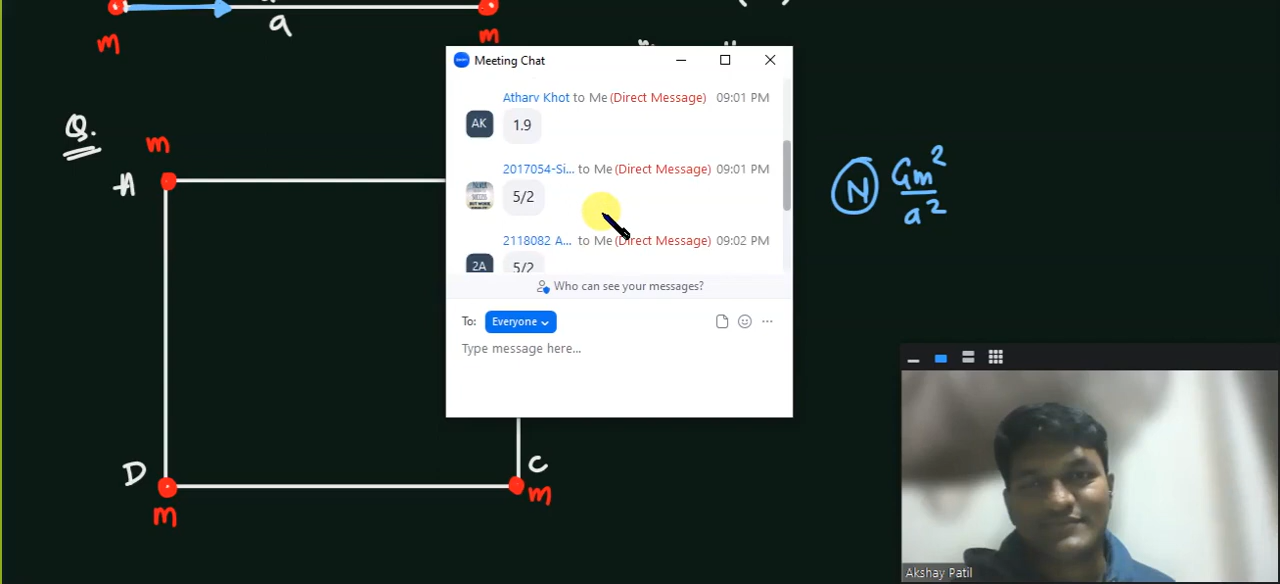 a
m
m
Meeting Chat
Atharv Khot to Me (Direct Message) 09:01 PM
AK
1.9
2017054-Si... to Me (Direct Message) 09:01 PM
5/2
2118082 A... to Me (Direct Message) 09:02 PM
2A
5/2
Who can see your messages?
To: Everyone
Type message here...
Q.
m
A
D
m
C
m
N Gm²
a²
Akshay Patil